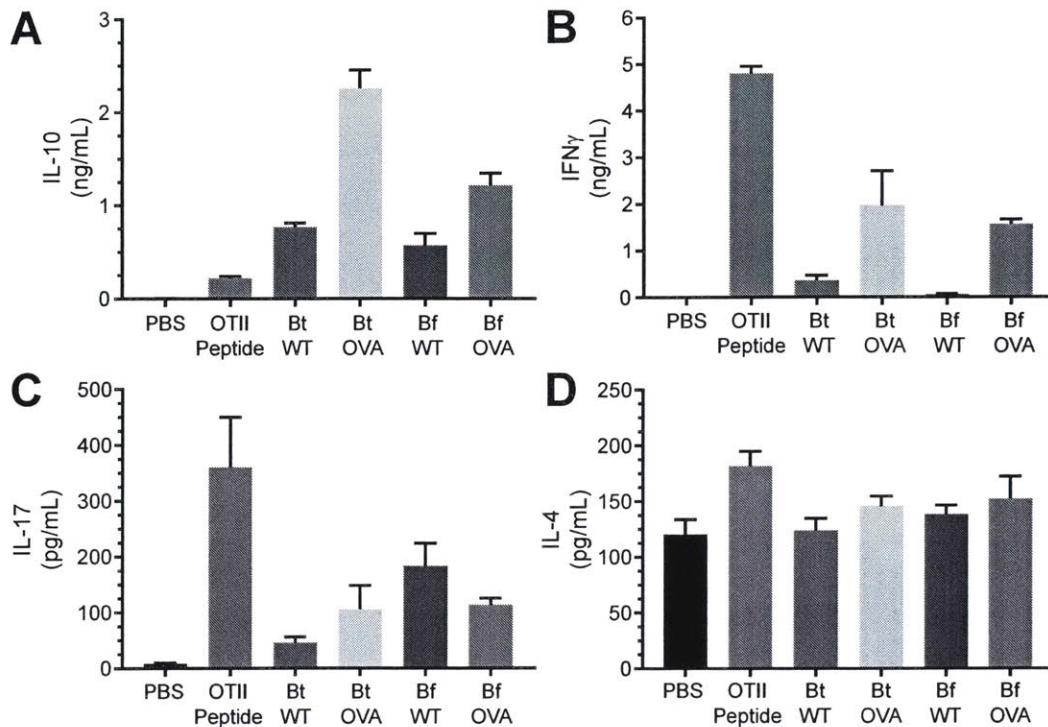 A
IL-10
(ng/mL)
3
2
1
0
PBS OTII Bt Bt Bf Bf
Peptide WT OVA WT OVA
B
IFNγ
(ng/mL)
6
5
4
3
2
1
0
PBS OTII Bt Bt Bf Bf
Peptide WT OVA WT OVA
C
IL-17
(pg/mL)
500
400
300
200
100
0
PBS OTII Bt Bt Bf Bf
Peptide WT OVA WT OVA
D
IL-4
(pg/mL)
250
200
150
100
50
0
PBS OTII Bt Bt Bf Bf
Peptide WT OVA WT OVA